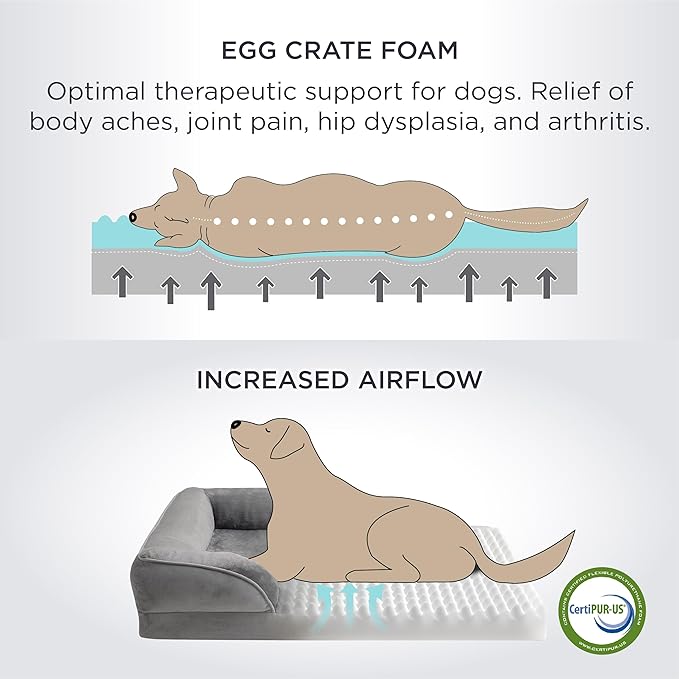 EGG CRATE FOAM
Optimal therapeutic support for dogs. Relief of
body aches, joint pain, hip dysplasia, and arthritis.
INCREASED AIRFLOW
CONTAINS CERTIFIED FLEXIBLE POLYURETHANE FOAM
CertiPUR-US®
WWW.CERTIPUR.US